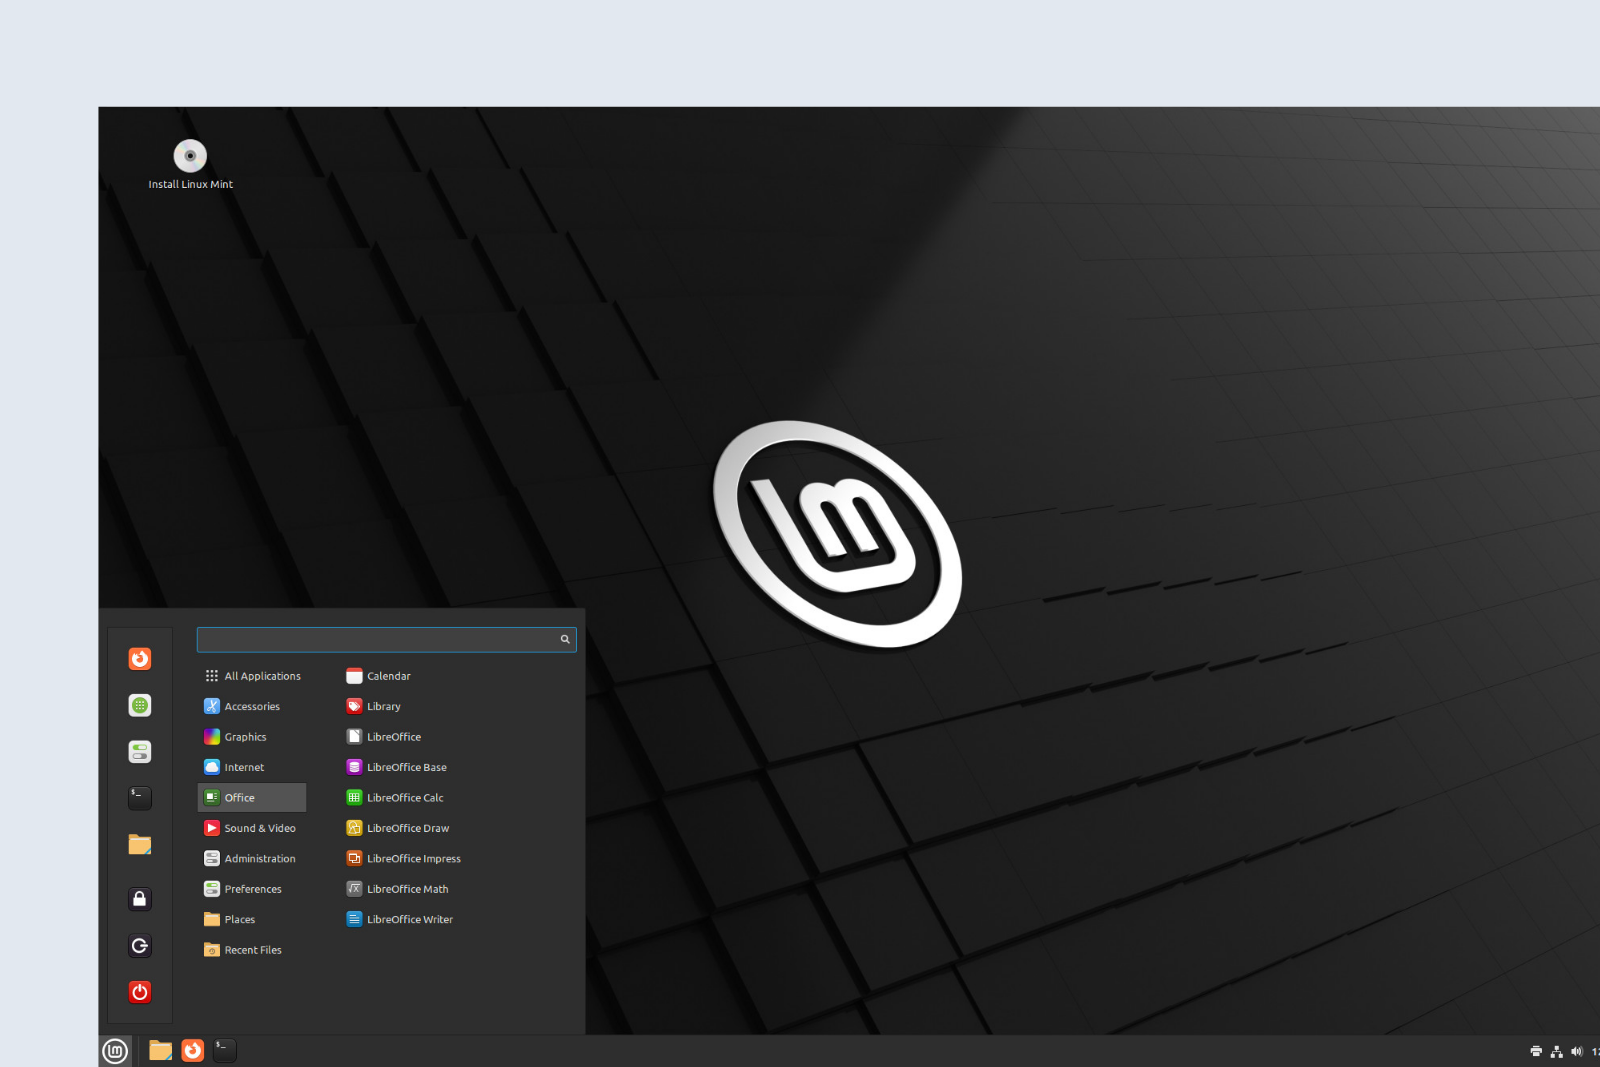 Install Linux Mint
All Applications
Accessories
Graphics
Internet
Office
Sound & Video
Administration
Preferences
Places
Recent Files
Calendar
Library
LibreOffice
LibreOffice Base
LibreOffice Calc
LibreOffice Draw
LibreOffice Impress
LibreOffice Math
LibreOffice Writer